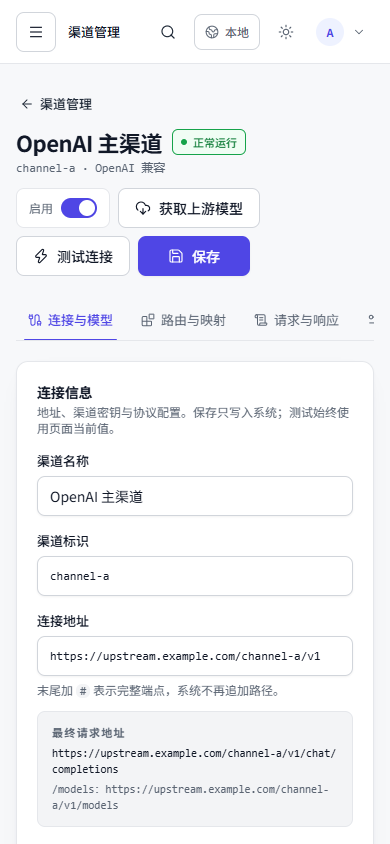 渠道管理
本地
A
渠道管理
OpenAI 主渠道
正常运行
channel-a · OpenAI 兼容
启用
获取上游模型
测试连接
保存
连接与模型
路由与映射
请求与响应
连接信息
地址、渠道密钥与协议配置。保存只写入系统；测试始终使
用页面当前值。
渠道名称
OpenAI 主渠道
渠道标识
channel-a
连接地址
https://upstream.example.com/channel-a/v1
末尾加 # 表示完整端点，系统不再追加路径。
最终请求地址
https://upstream.example.com/channel-a/v1/chat/
completions
/models: https://upstream.example.com/channel-
a/v1/models